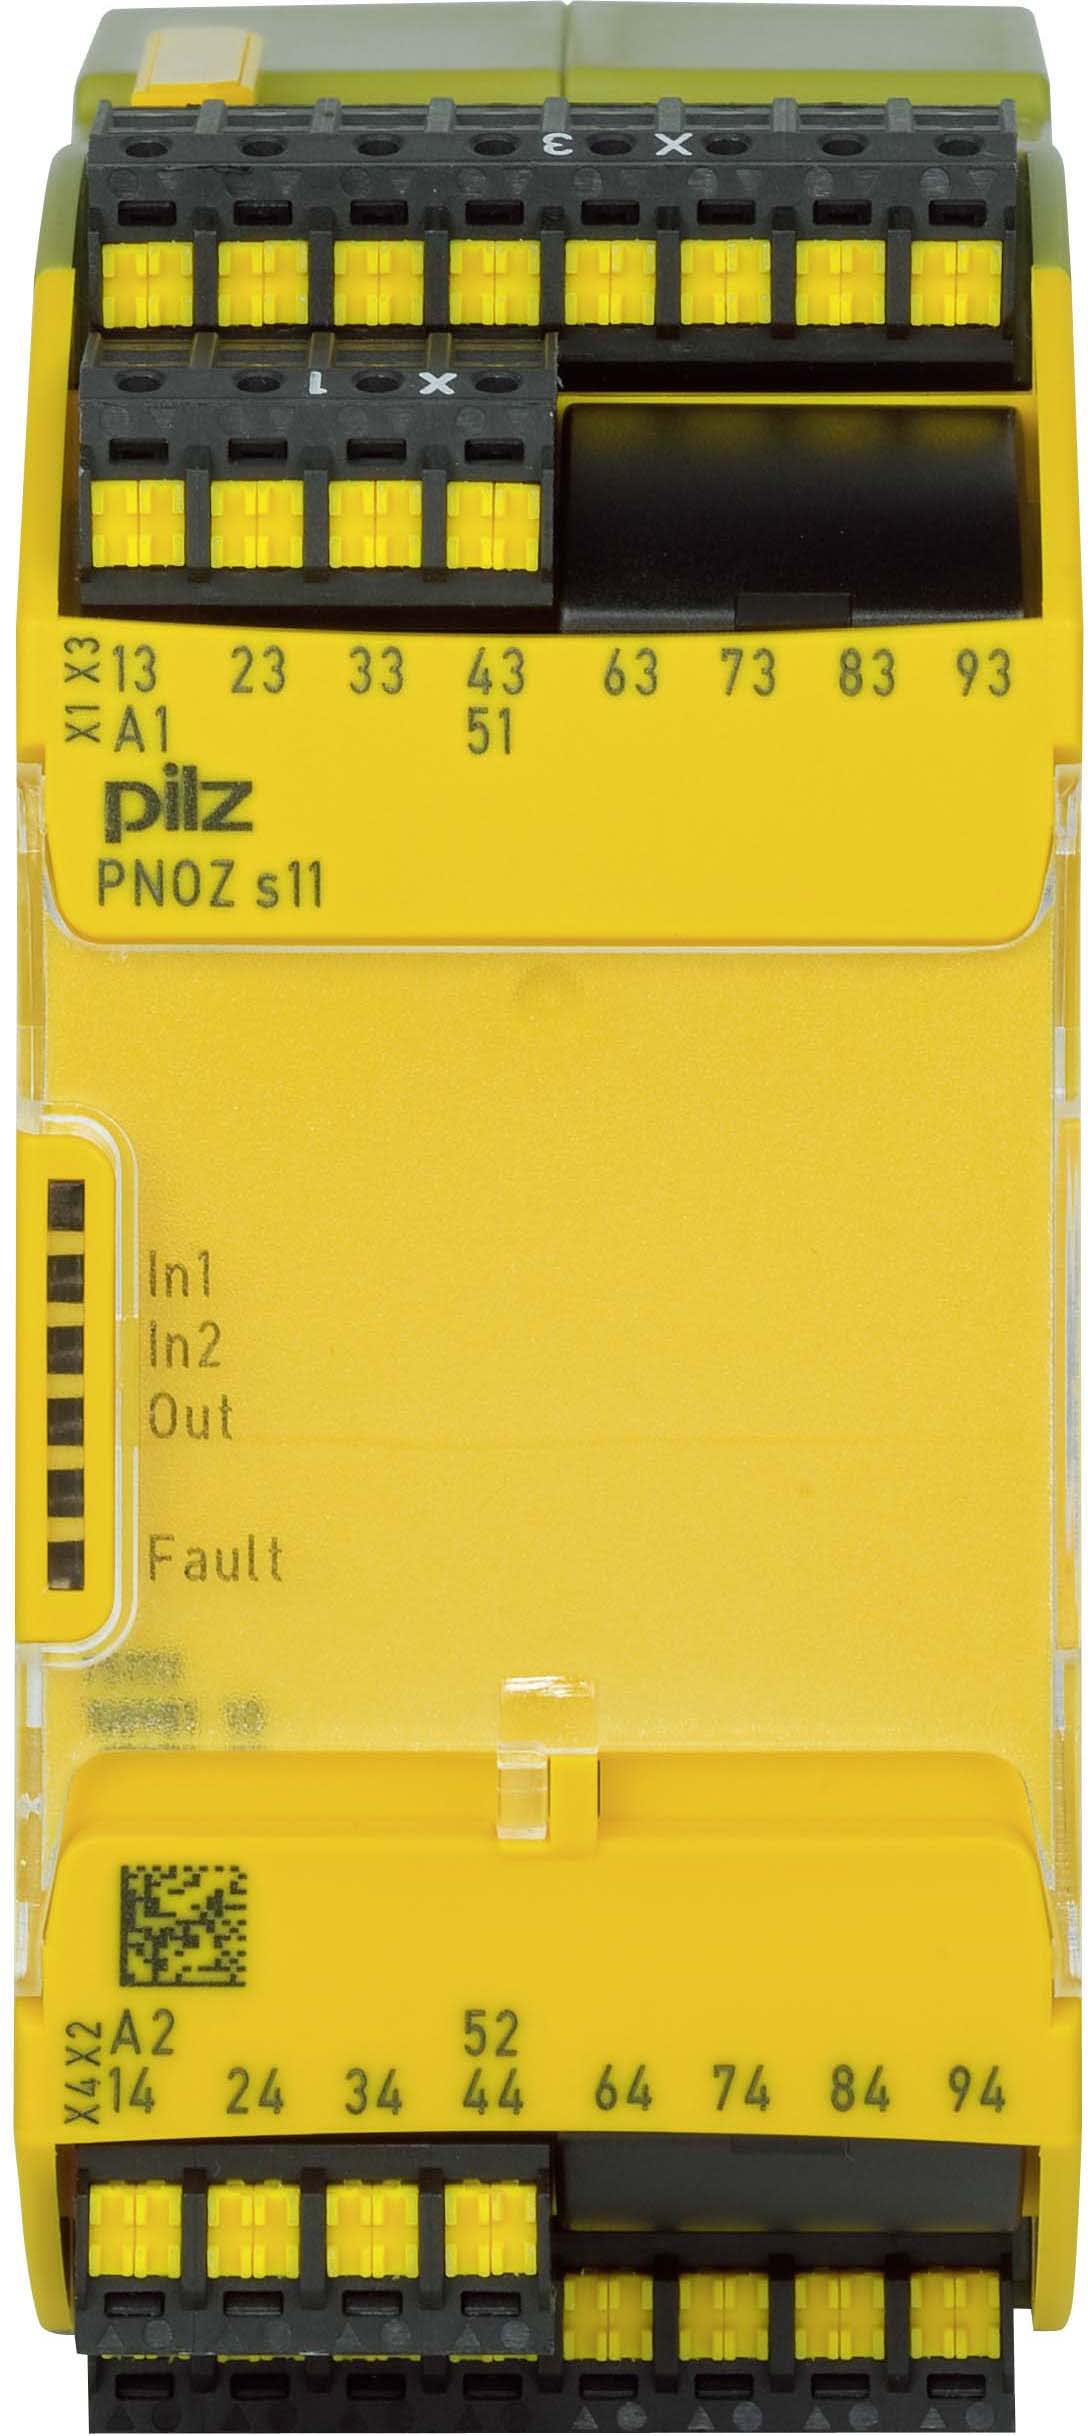 3 X
1 X
X3 13 23 33 43 63 73 83 93
X1 A1 51
pilz
PNOZ s11
In1
In2
Out
Fault
X2 A2 52
X4 14 24 34 44 64 74 84 94